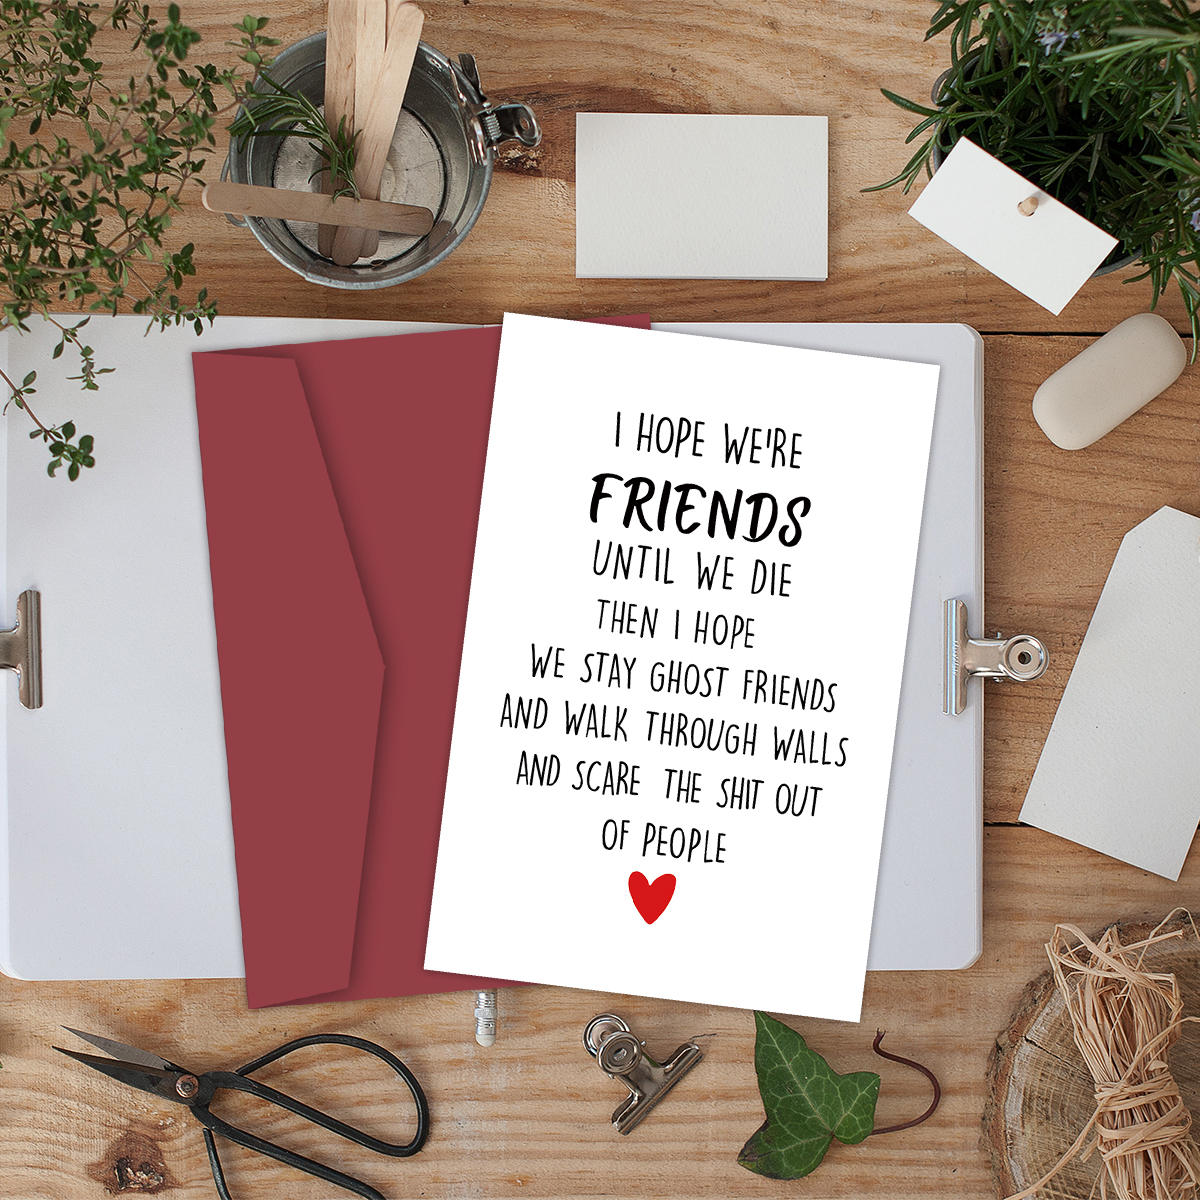 I HOPE WE'RE
FRIENDS
UNTIL WE DIE
THEN I HOPE
WE STAY GHOST FRIENDS
AND WALK THROUGH WALLS
AND SCARE THE SHIT OUT
OF PEOPLE